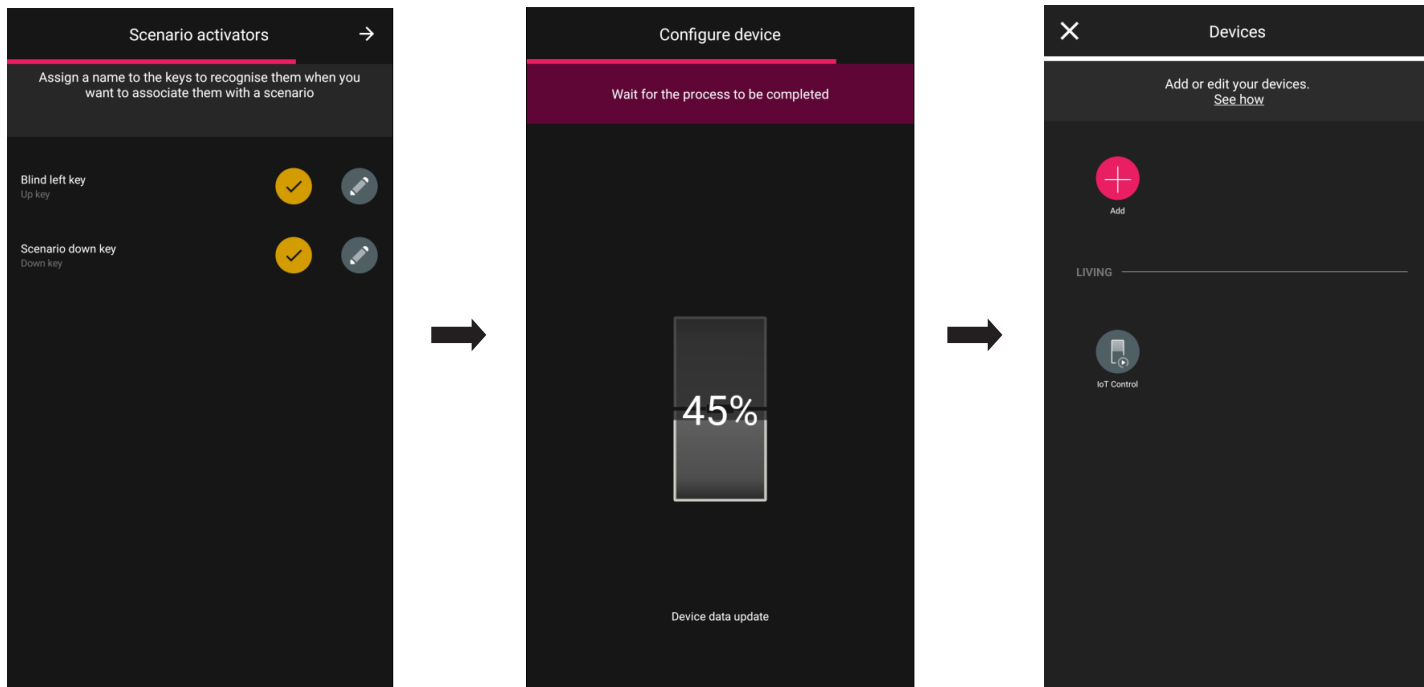 Scenario activators
Assign a name to the keys to recognise them when you
want to associate them with a scenario
Blind left key
Up key
Scenario down key
Down key
Configure device
Wait for the process to be completed
45%
Device data update
Devices
Add or edit your devices.
See how
Add
LIVING
IoT Control